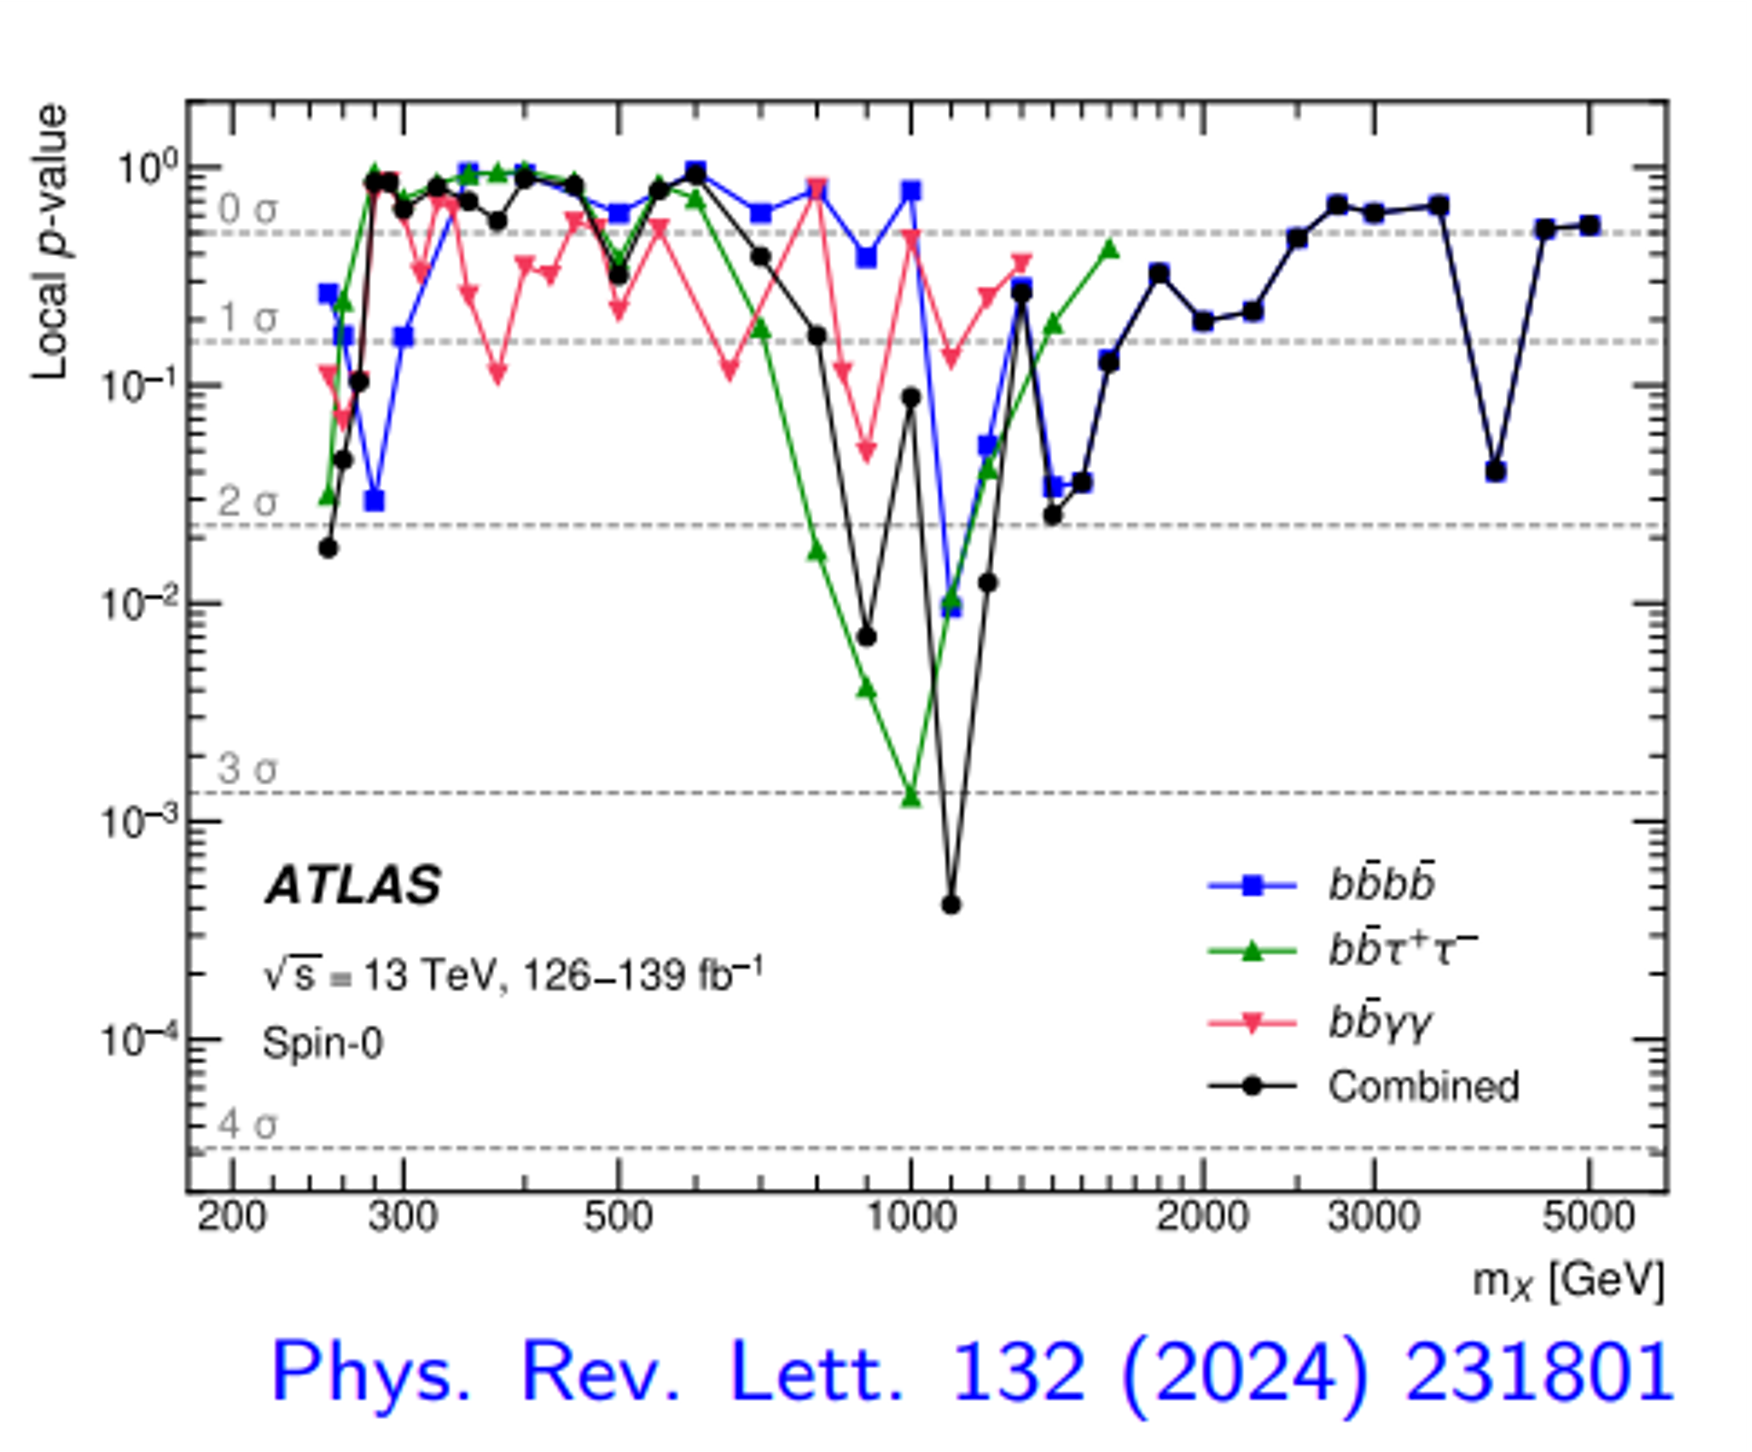 Local p-value
10⁰
0 σ
1 σ
10⁻¹
2 σ
10⁻²
3 σ
10⁻³
ATLAS
√s = 13 TeV, 126–139 fb⁻¹
Spin-0
10⁻⁴
4 σ
bb̄bb̄
bb̄τ⁺τ⁻
bb̄γγ
Combined
200 300 500 1000 2000 3000 5000
m_X [GeV]
Phys. Rev. Lett. 132 (2024) 231801